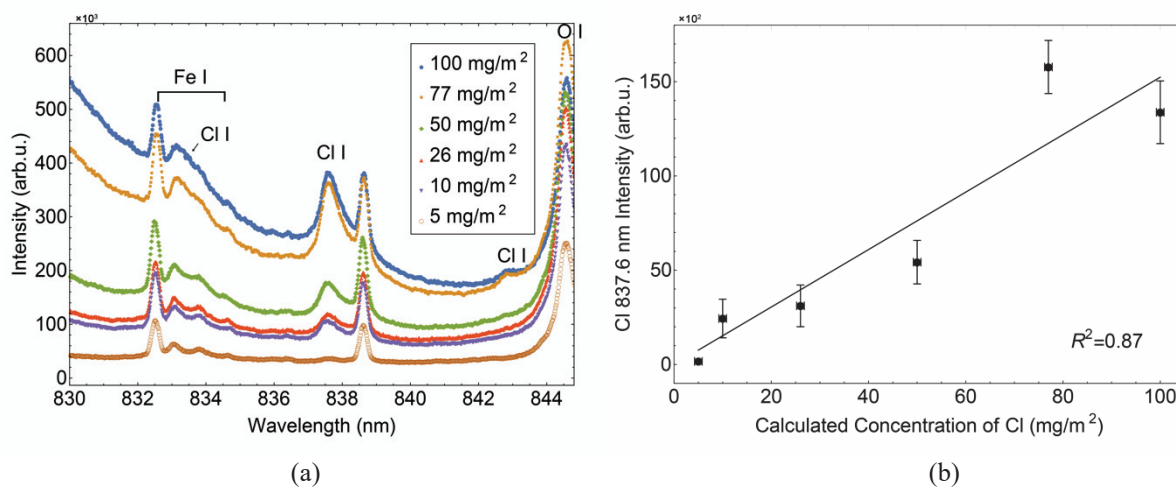 ×10³
600
500
400
300
200
100
0
830
832
834
836
838
840
842
844
Intensity (arb.u.)
Wavelength (nm)
Fe I
Cl I
Cl I
Cl I
O I
100 mg/m²
77 mg/m²
50 mg/m²
26 mg/m²
10 mg/m²
5 mg/m²
(a)
×10²
150
100
50
0
0
20
40
60
80
100
Cl 837.6 nm Intensity (arb.u.)
Calculated Concentration of Cl (mg/m²)
R²=0.87
(b)